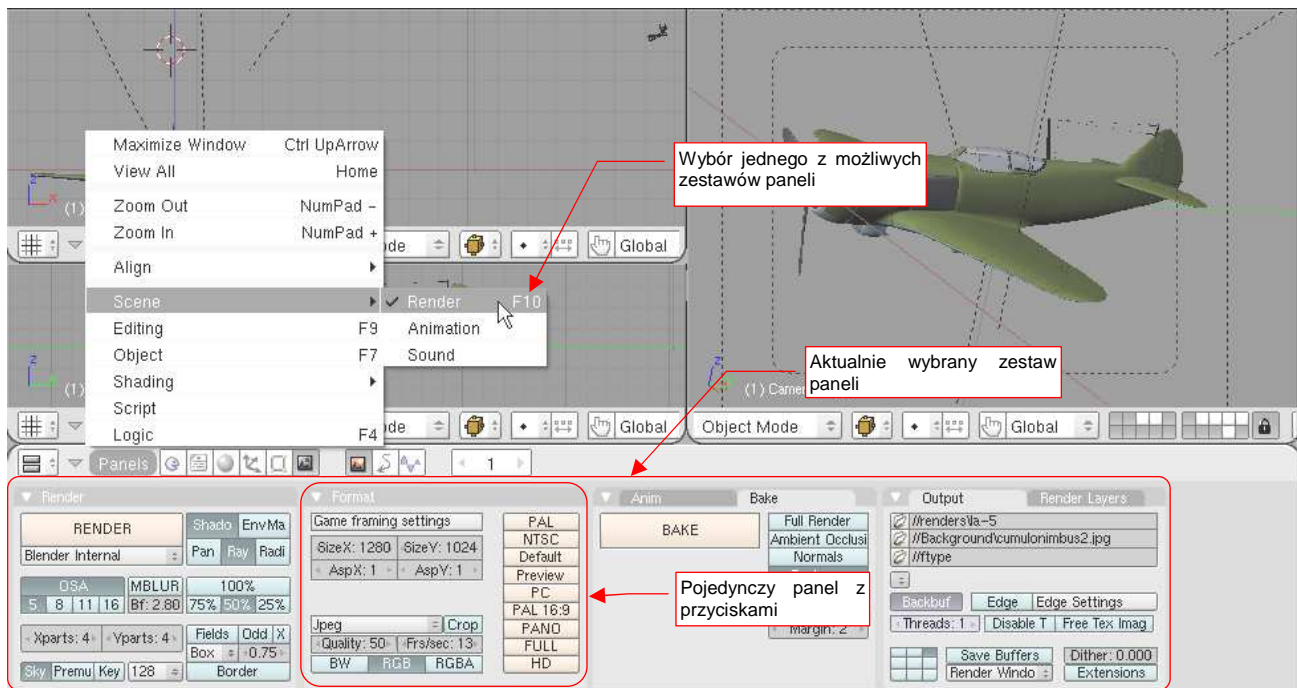 Maximize Window Ctrl UpArrow
View All Home
Zoom Out NumPad -
Zoom In NumPad +
Align
Scene
Editing F9
Object F7
Shading
Script
Logic F4
Render F10
Animation
Sound
Wybór jednego z możliwych
zestawów paneli
Aktualnie wybrany zestaw
paneli
z
x
(1)
Global
z
(1)
Global
z
(1)
Object Mode
Global
Panels
1
Render
RENDER
Shado EnvMa
Blender Internal
Pan Ray Radi
OSA MBLUR 100%
5 8 11 16 Bf: 2.80 75% 50% 25%
Xparts: 4 Yparts: 4 Fields Odd X
Box 0.75
Sky Premu Key 128 Border
Format
Game framing settings
SizeX: 1280 SizeY: 1024
AspX: 1 AspY: 1
Jpeg Crop
Quality: 50 Frs/sec: 13
BW RGB RGBA
PAL
NTSC
Default
Preview
PC
PAL 16:9
PANO
FULL
HD
Anim Bake
BAKE
Full Render
Ambient Occlusi
Normals
Margin: 2
Pojedynczy panel z
przyciskami
Output Render Layers
//renders\la-5
//Background\cumulonimbus2.jpg
//ftype
Backbuf Edge Edge Settings
Threads: 1 Disable T Free Tex Imag
Save Buffers Dither: 0.000
Render Windo Extensions